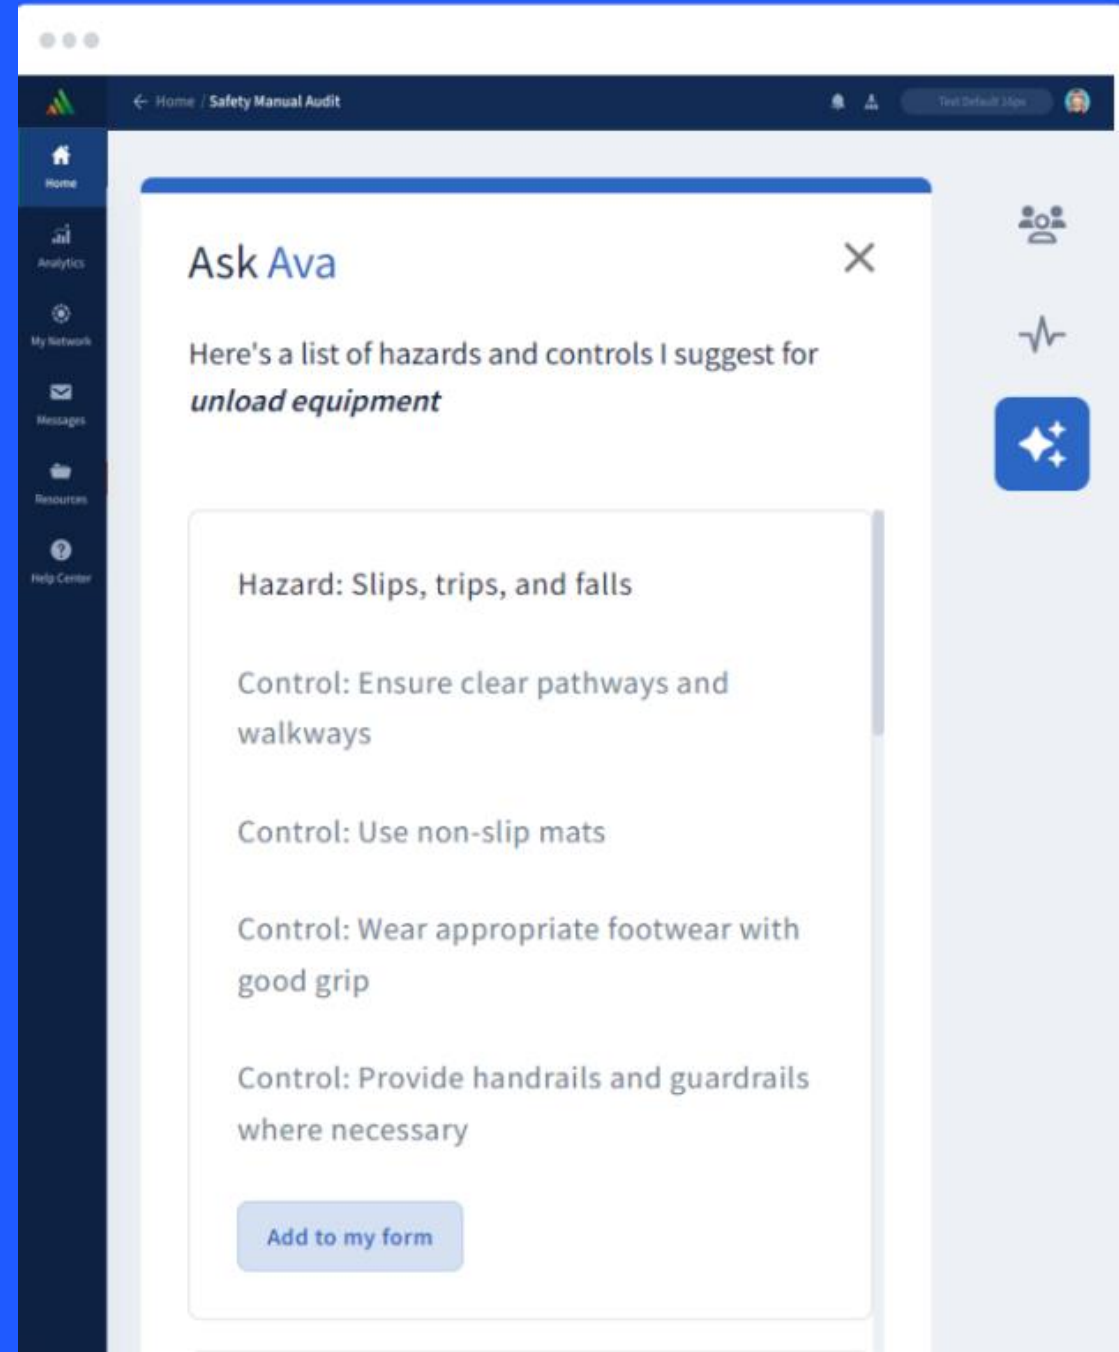 ← Home / Safety Manual Audit
Text Default 16px
Home
Analytics
My Network
Messages
Resources
Help Center
Ask Ava
Here's a list of hazards and controls I suggest for
unload equipment
Hazard: Slips, trips, and falls
Control: Ensure clear pathways and
walkways
Control: Use non-slip mats
Control: Wear appropriate footwear with
good grip
Control: Provide handrails and guardrails
where necessary
Add to my form